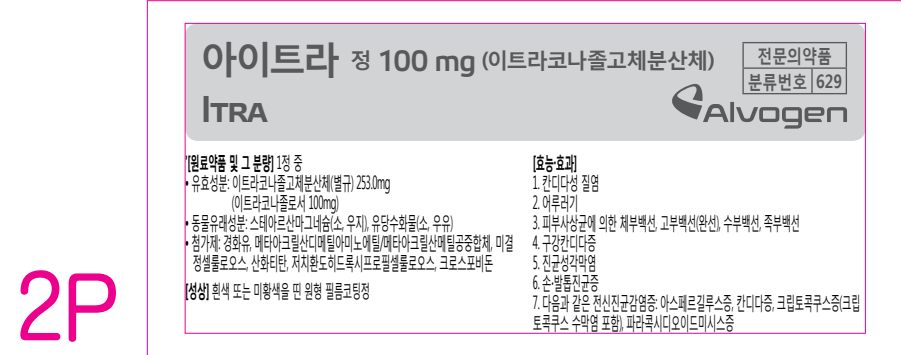 아이트라 정 100 mg (이트라코나졸고체분산체)
전문의약품
분류번호 629
ITRA
Alvogen
[원료약품 및 그 분량] 1정 중
• 유효성분: 이트라코나졸고체분산체(별규) 253.0mg
(이트라코나졸로서 100mg)
• 동물유래성분: 스테아르산마그네슘(소, 우지), 유당수화물(소, 우유)
• 첨가제: 경화유, 메타아크릴산디메틸아미노에틸/메타아크릴산메틸공중합체, 미결
정셀룰로오스, 산화티탄, 저치환도히드록시프로필셀룰로오스, 크로스포비돈
[성상] 흰색 또는 미황색을 띤 원형 필름코팅정
[효능·효과]
1. 칸디다성 질염
2. 어루러기
3. 피부사상균에 의한 체부백선, 고부백선(완선), 수부백선, 족부백선
4. 구강칸디다증
5. 진균성각막염
6. 손·발톱진균증
7. 다음과 같은 전신진균감염증: 아스페르길루스증, 칸디다증, 크립토콕쿠스증(크립
토콕쿠스 수막염 포함), 파라콕시디오이드미시스증
2P